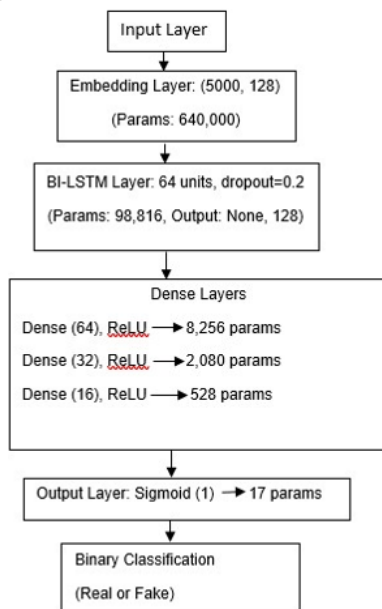 Input Layer
Embedding Layer: (5000, 128)
(Params: 640,000)
BI-LSTM Layer: 64 units, dropout=0.2
(Params: 98,816, Output: None, 128)
Dense Layers
Dense (64), ReLU → 8,256 params
Dense (32), ReLU → 2,080 params
Dense (16), ReLU → 528 params
Output Layer: Sigmoid (1) → 17 params
Binary Classification
(Real or Fake)